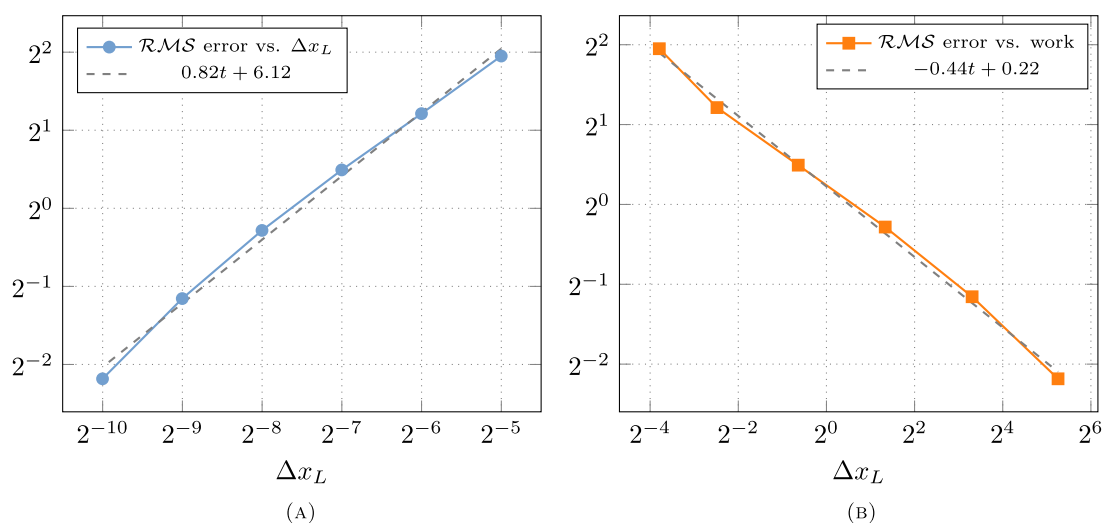 RMS error vs. Δx_L
0.82t + 6.12
2^2
2^1
2^0
2^−1
2^−2
2^−10 2^−9 2^−8 2^−7 2^−6 2^−5
Δx_L
(A)
RMS error vs. work
−0.44t + 0.22
2^2
2^1
2^0
2^−1
2^−2
2^−4 2^−2 2^0 2^2 2^4 2^6
Δx_L
(B)